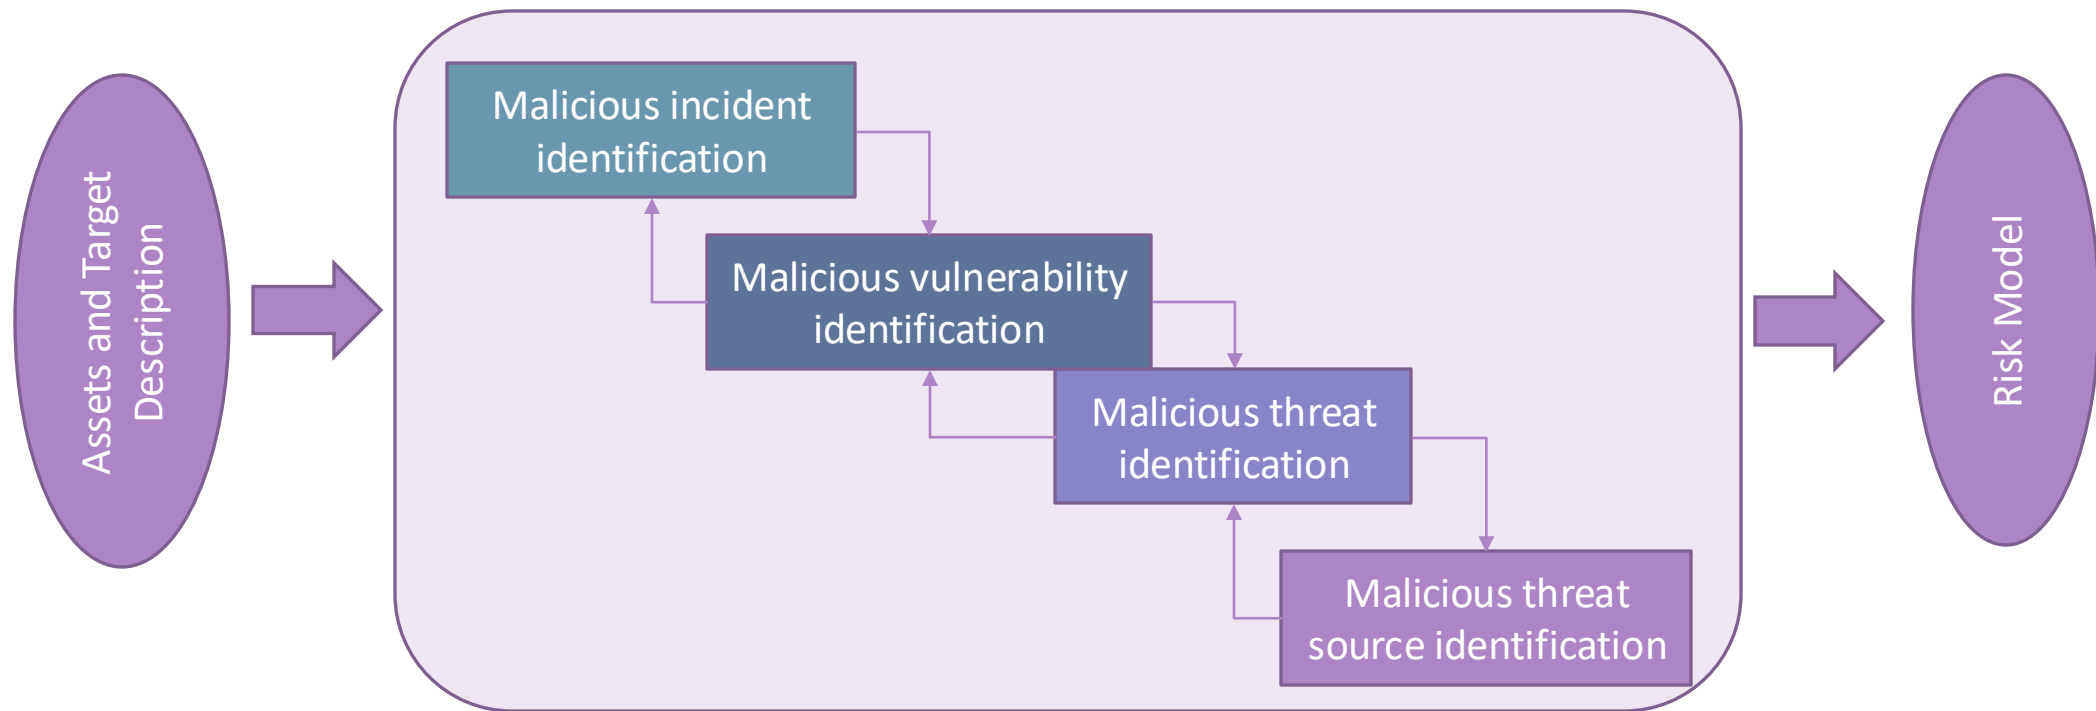 Assets and Target
Description
Malicious incident
identification
Malicious vulnerability
identification
Malicious threat
identification
Malicious threat
source identification
Risk Model